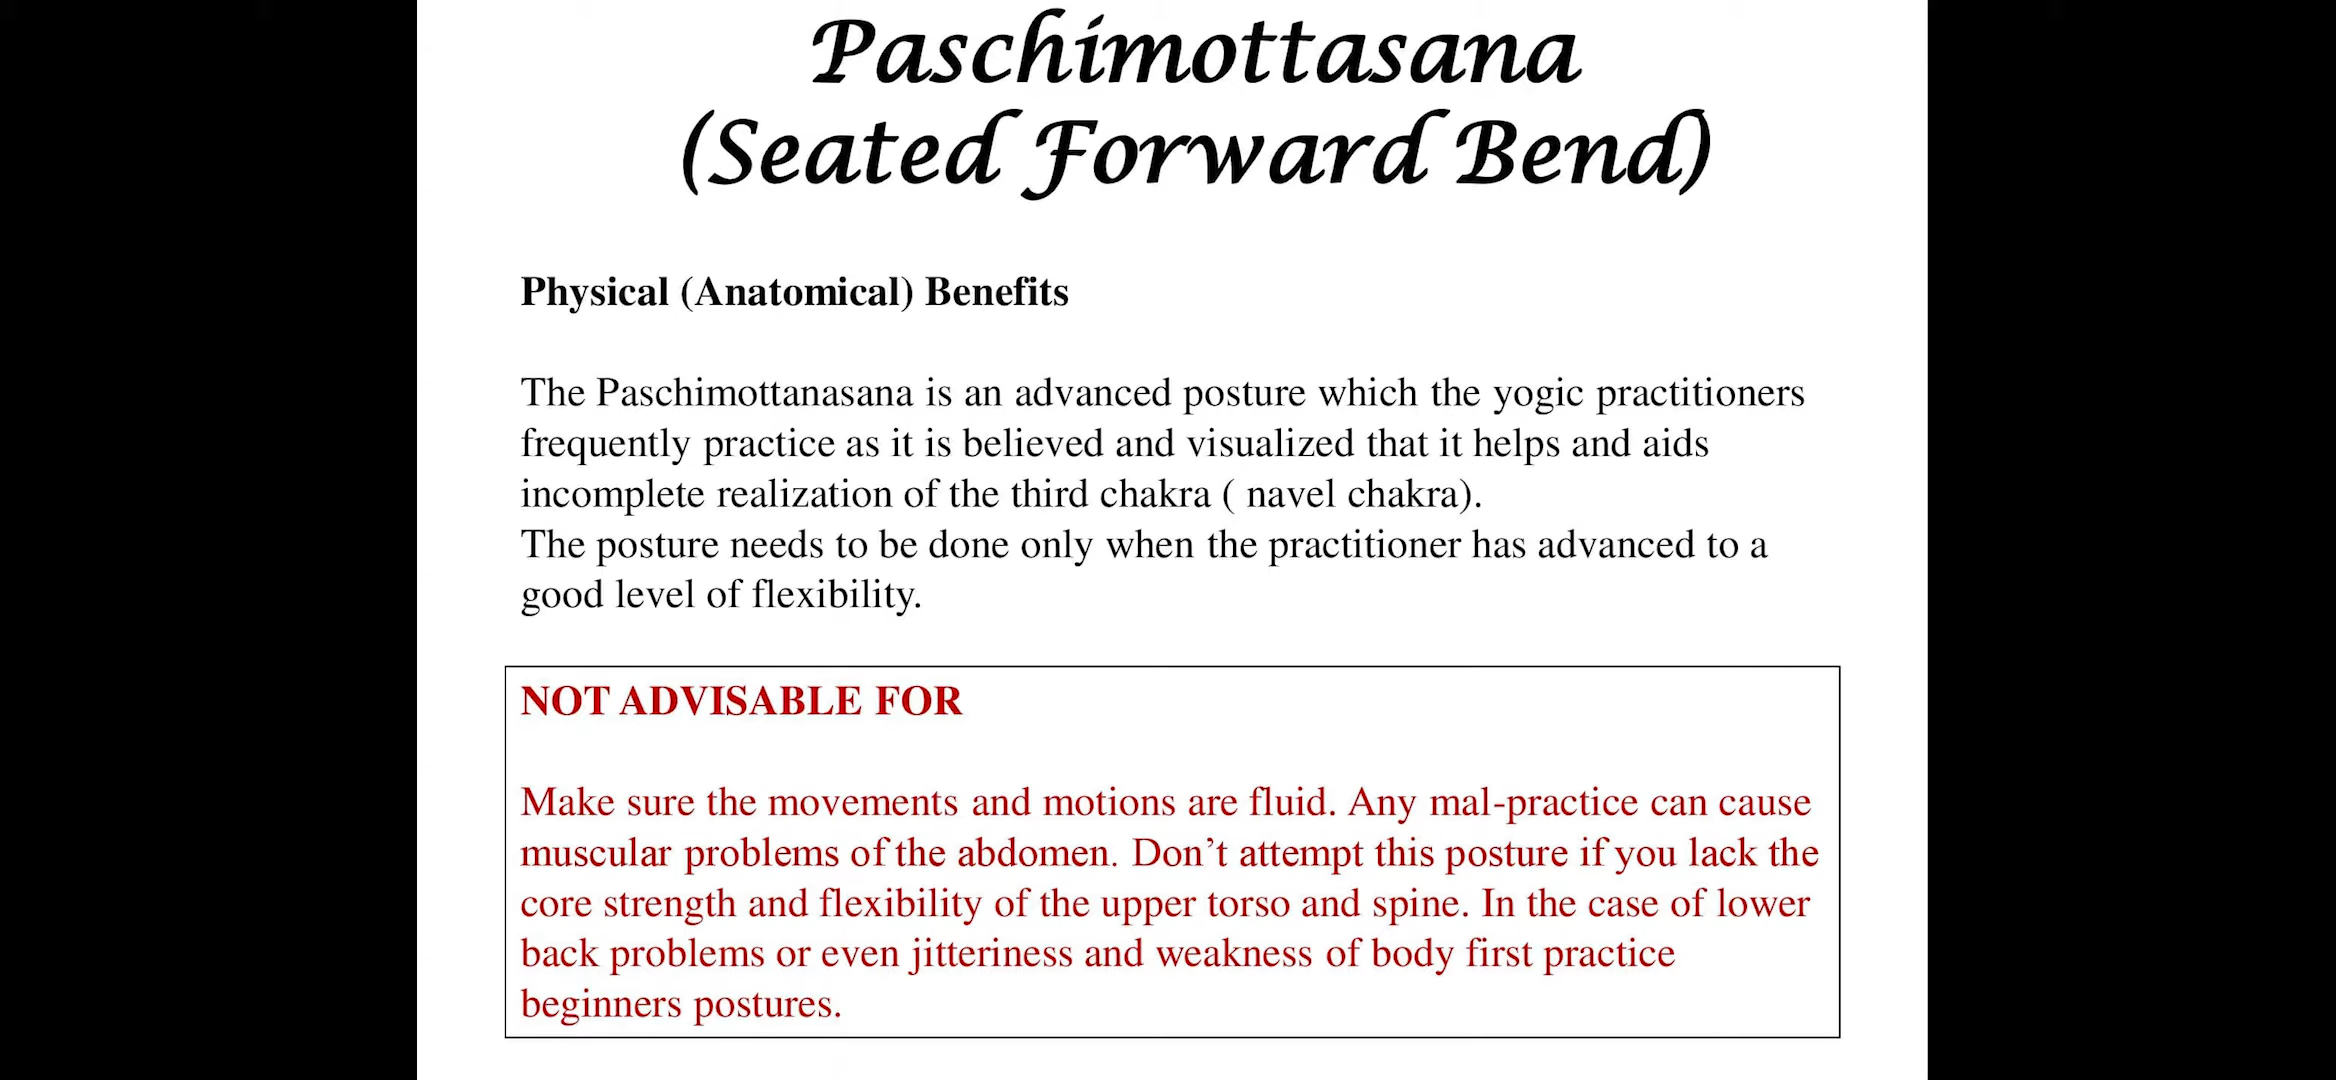 Paschimottasana
(Seated Forward Bend)
Physical (Anatomical) Benefits
The Paschimottanasana is an advanced posture which the yogic practitioners
frequently practice as it is believed and visualized that it helps and aids
incomplete realization of the third chakra ( navel chakra).
The posture needs to be done only when the practitioner has advanced to a
good level of flexibility.
NOT ADVISABLE FOR
Make sure the movements and motions are fluid. Any mal-practice can cause
muscular problems of the abdomen. Don’t attempt this posture if you lack the
core strength and flexibility of the upper torso and spine. In the case of lower
back problems or even jitteriness and weakness of body first practice
beginners postures.